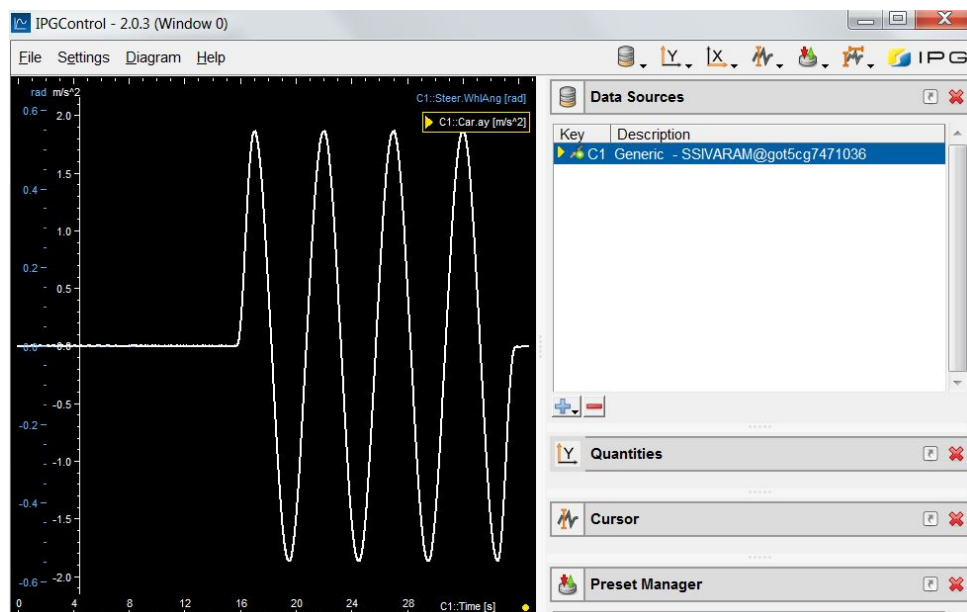 IPGControl - 2.0.3 (Window 0)
File Settings Diagram Help
IPG
rad m/s^2
C1::Steer.WhlAng [rad]
C1::Car.ay [m/s^2]
0.6
2.0
1.5
0.4
1.0
0.2
0.5
0.0
0.0
-0.5
-0.2
-1.0
-0.4
-1.5
-0.6
-2.0
0 4 8 12 16 20 24 28 C1::Time [s]
Data Sources
Key Description
C1 Generic - SSIVARAM@got5cg7471036
Quantities
Cursor
Preset Manager